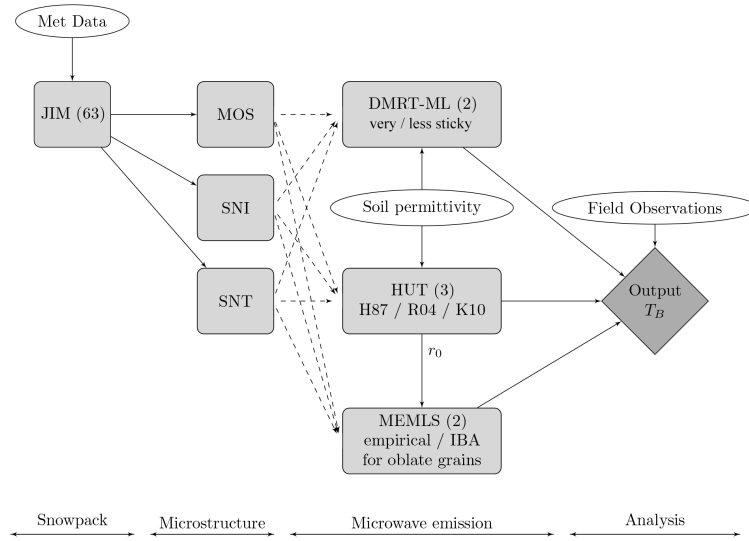 Met Data
JIM (63)
MOS
SNI
SNT
DMRT-ML (2)
very / less sticky
Soil permittivity
HUT (3)
H87 / R04 / K10
r₀
MEMLS (2)
empirical / IBA
for oblate grains
Field Observations
Output
T_B
Snowpack
Microstructure
Microwave emission
Analysis